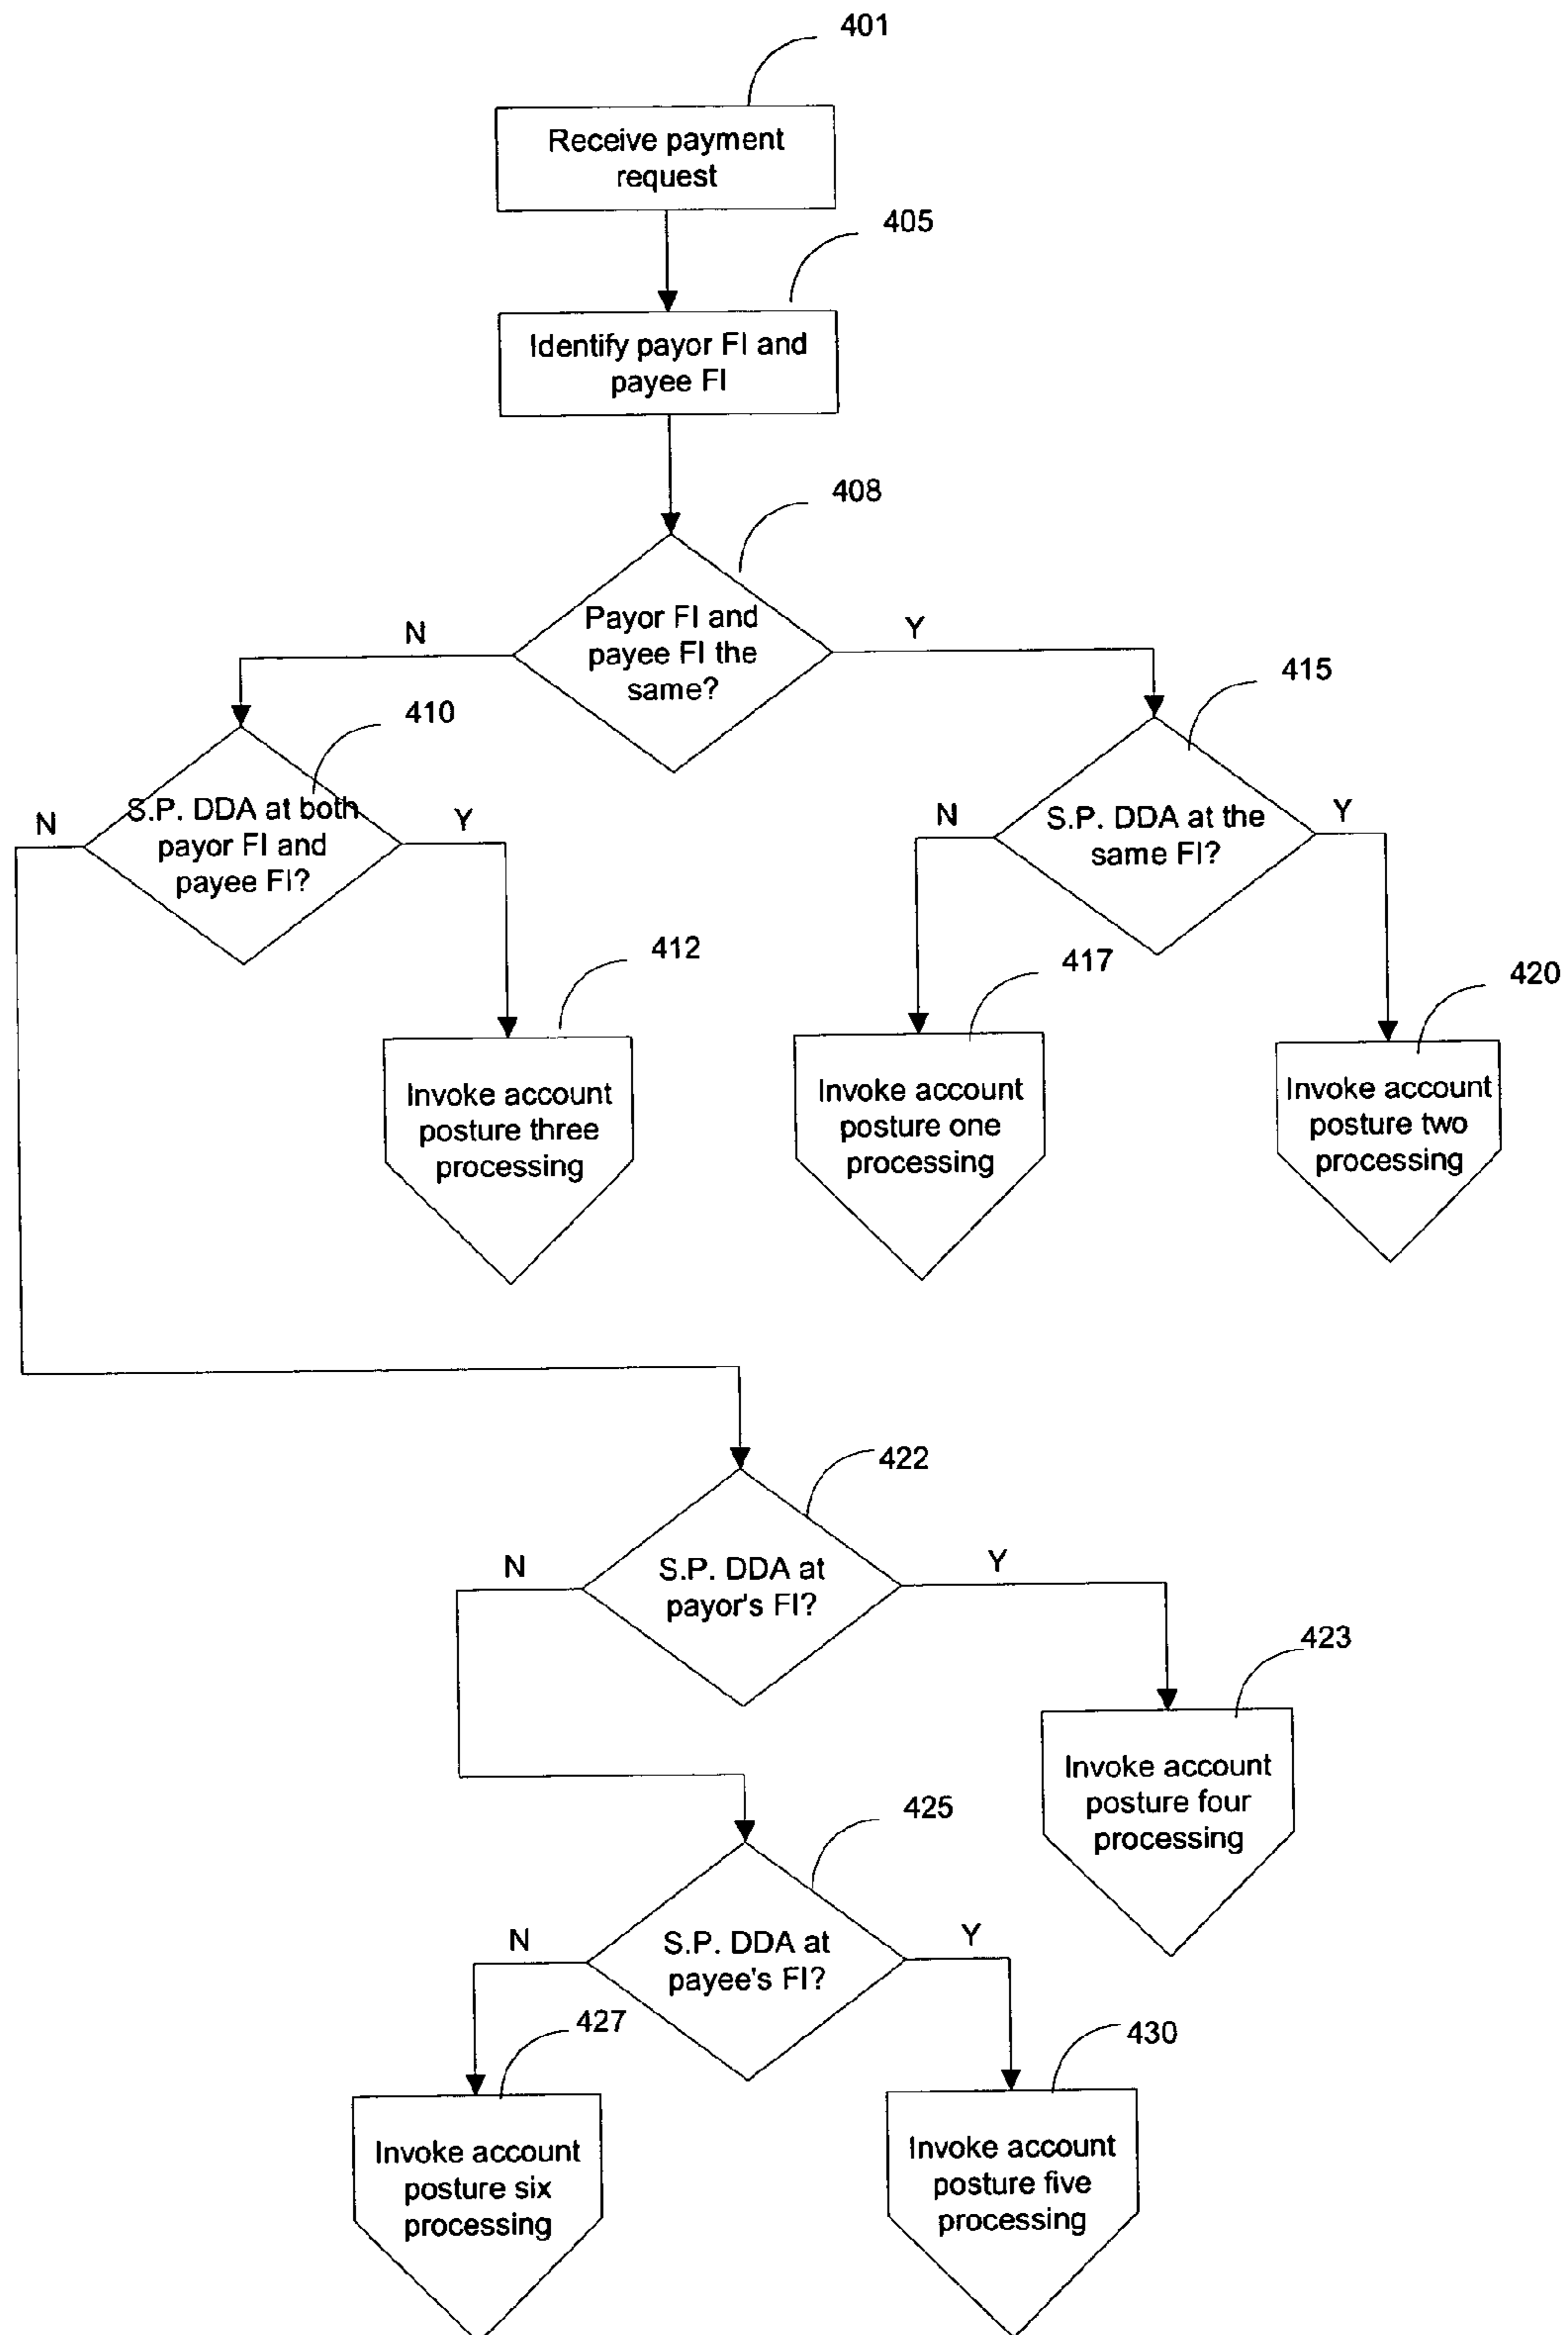 401
Receive payment
request
405
Identify payor FI and
payee FI
408
Payor FI and
payee FI the
same?
N
Y
410
S.P. DDA at both
payor FI and
payee FI?
N
Y
415
S.P. DDA at the
same FI?
N
Y
412
Invoke account
posture three
processing
417
Invoke account
posture one
processing
420
Invoke account
posture two
processing
422
S.P. DDA at
payor's FI?
N
Y
423
Invoke account
posture four
processing
425
S.P. DDA at
payee's FI?
N
Y
427
Invoke account
posture six
processing
430
Invoke account
posture five
processing